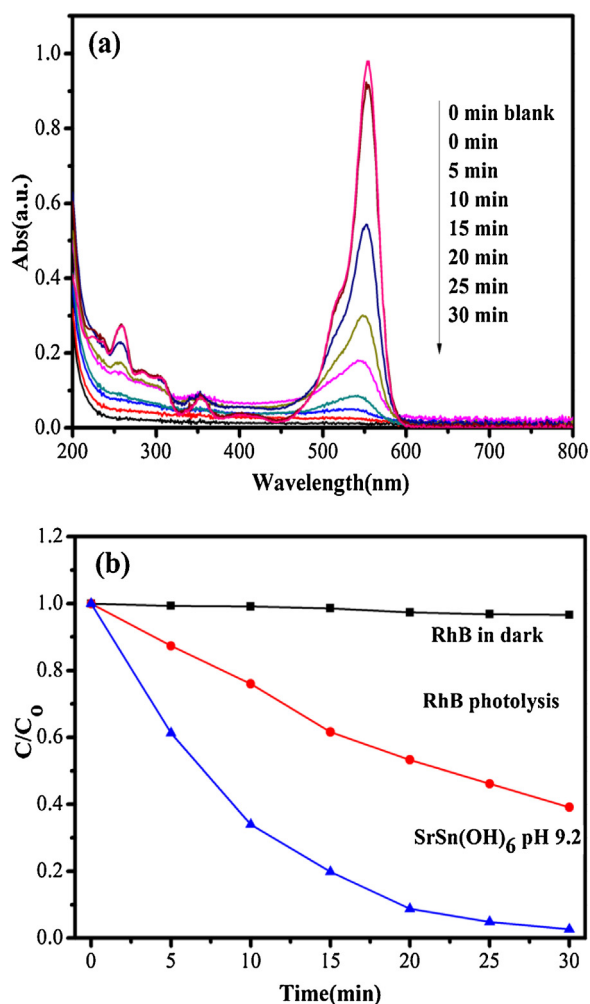 (a)
1.0
0.8
0.6
0.4
0.2
0.0
Abs(a.u.)
0 min blank
0 min
5 min
10 min
15 min
20 min
25 min
30 min
200 300 400 500 600 700 800
Wavelength(nm)
(b)
1.2
1.0
0.8
0.6
0.4
0.2
0.0
C/Co
RhB in dark
RhB photolysis
SrSn(OH)6 pH 9.2
0 5 10 15 20 25 30
Time(min)